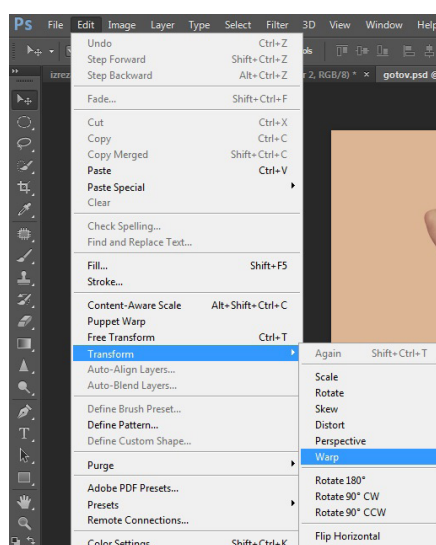 Ps File Edit Image Layer Type Select Filter 3D View Window Help
Undo Ctrl+Z
Step Forward Shift+Ctrl+Z
Step Backward Alt+Ctrl+Z
izrez r 2, RGB/8) * × gotov.psd @
Fade... Shift+Ctrl+F
Cut Ctrl+X
Copy Ctrl+C
Copy Merged Shift+Ctrl+C
Paste Ctrl+V
Paste Special
Clear
Check Spelling...
Find and Replace Text...
Fill... Shift+F5
Stroke...
Content-Aware Scale Alt+Shift+Ctrl+C
Puppet Warp
Free Transform Ctrl+T
Transform
Again Shift+Ctrl+T
Auto-Align Layers...
Auto-Blend Layers...
Scale
Rotate
Skew
Distort
Perspective
Warp
Rotate 180°
Rotate 90° CW
Rotate 90° CCW
Flip Horizontal
Define Brush Preset...
Define Pattern...
Define Custom Shape...
Purge
Adobe PDF Presets...
Presets
Remote Connections...
Color Settings... Shift+Ctrl+K